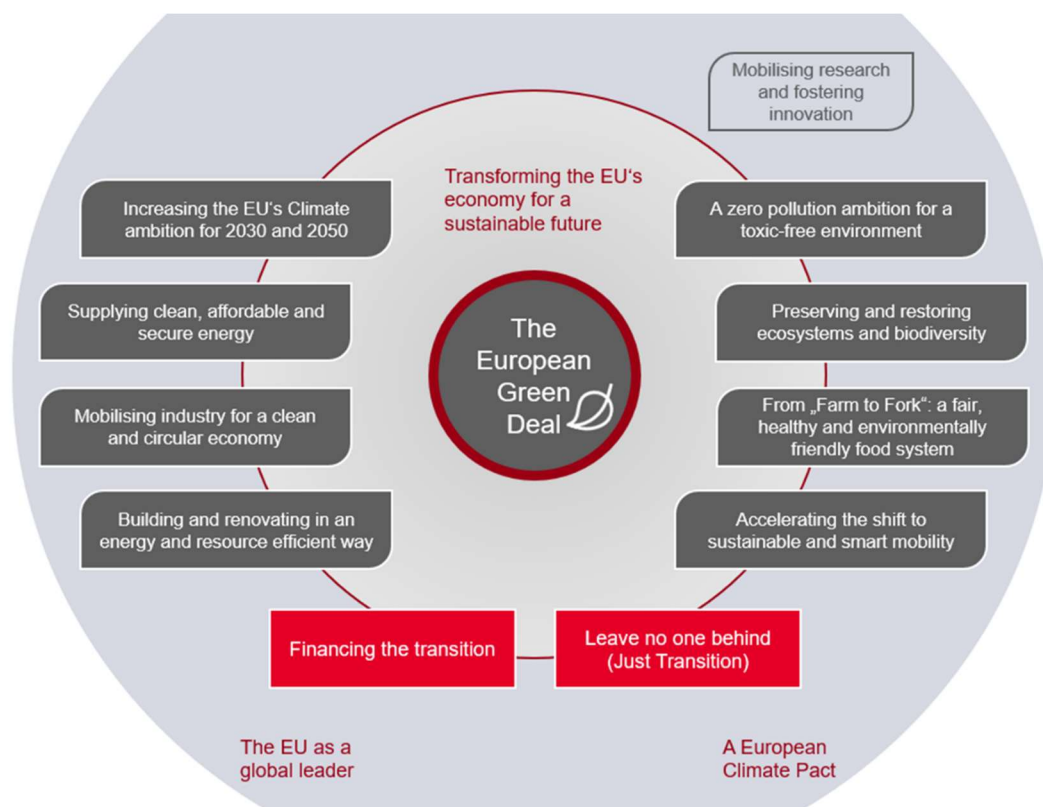 Mobilising research
and fostering
innovation
Transforming the EU‘s
economy for a
sustainable future
Increasing the EU‘s Climate
ambition for 2030 and 2050
A zero pollution ambition for a
toxic-free environment
Supplying clean, affordable and
secure energy
Preserving and restoring
ecosystems and biodiversity
The
European
Green
Deal
Mobilising industry for a clean
and circular economy
From „Farm to Fork“: a fair,
healthy and environmentally
friendly food system
Building and renovating in an
energy and resource efficient way
Accelerating the shift to
sustainable and smart mobility
Financing the transition
Leave no one behind
(Just Transition)
The EU as a
global leader
A European
Climate Pact